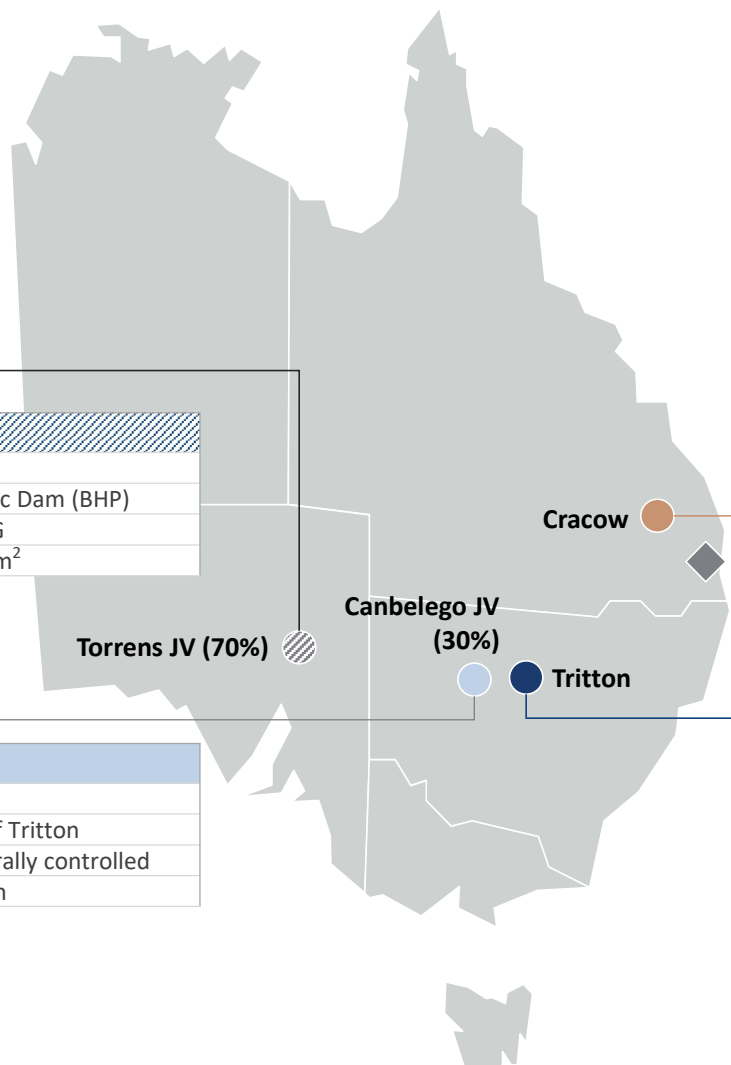 c Dam (BHP)
m²
Cracow
Canbelego JV
(30%)
Torrens JV (70%)
Tritton
f Tritton
rally controlled